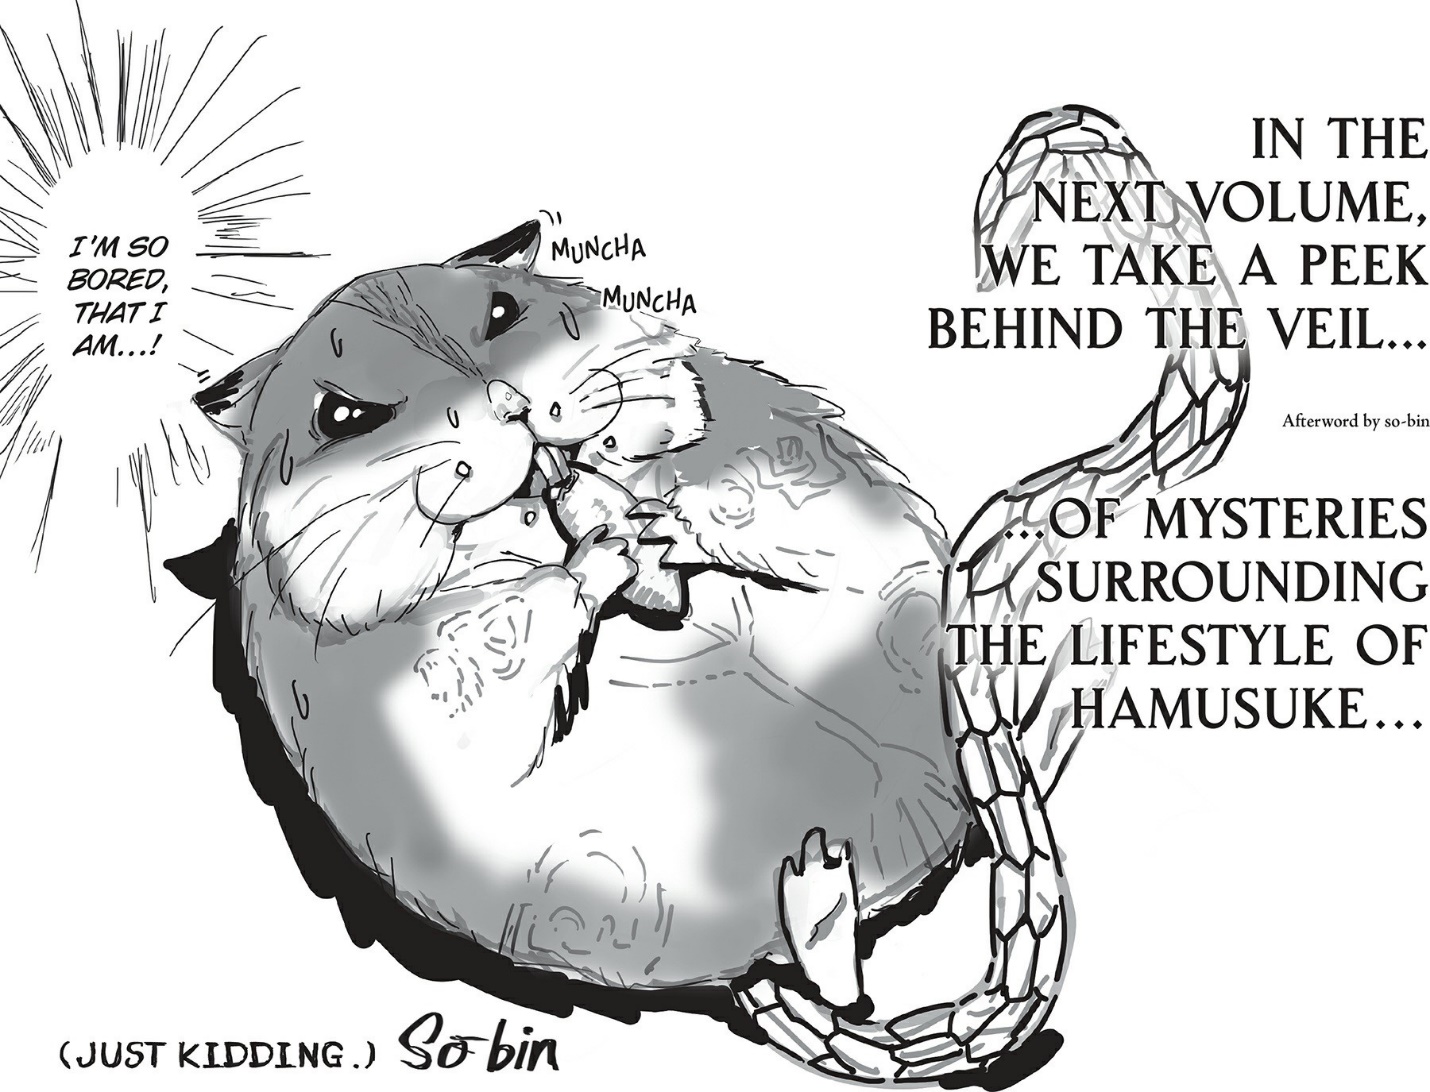 I'M SO
BORED,
THAT I
AM...!
MUNCHA
MUNCHA
IN THE
NEXT VOLUME,
WE TAKE A PEEK
BEHIND THE VEIL...
Afterword by so-bin
...OF MYSTERIES
SURROUNDING
THE LIFESTYLE OF
HAMUSUKE...
(JUST KIDDING.) So-bin